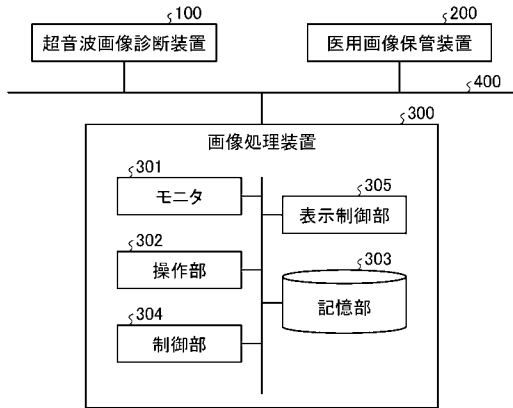 100
超音波画像診断装置
200
医用画像保管装置
400
300
画像処理装置
301
モニタ
305
表示制御部
302
操作部
303
記憶部
304
制御部